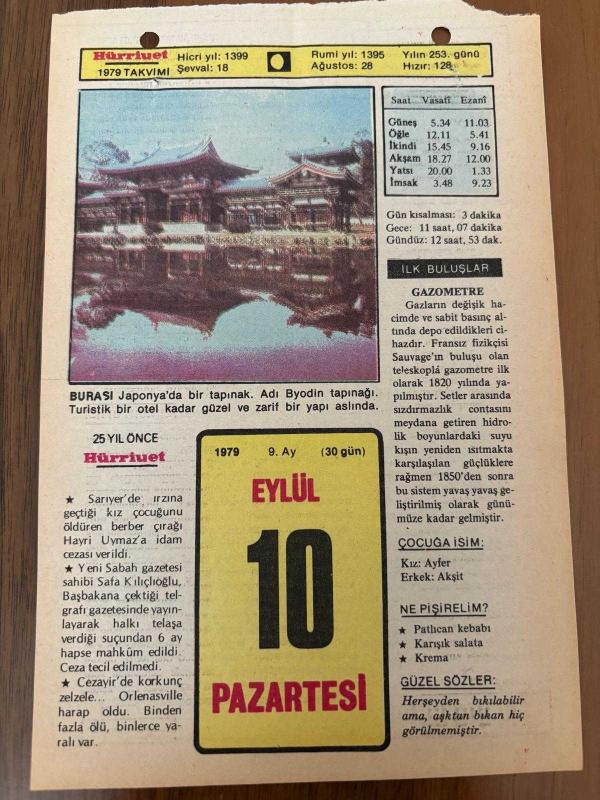 Hürriyet
1979 TAKVİMİ
Hicri yıl: 1399
Şevval: 18
Rumi yıl: 1395
Ağustos: 28
Yılın 253. günü
Hızır: 128
Saat Vasatî Ezanî
Güneş 5.34 11.03
Öğle 12.11 5.41
İkindi 15.45 9.16
Akşam 18.27 12.00
Yatsı 20.00 1.33
İmsak 3.48 9.23
Gün kısalması: 3 dakika
Gece: 11 saat, 07 dakika
Gündüz: 12 saat, 53 dak.
İLK BULUŞLAR
GAZOMETRE
Gazların değişik ha-
cimde ve sabit basınç al-
tında depo edildikleri ci-
hazdır. Fransız fizikçisi
Sauvage'ın buluşu olan
teleskoplá gazometre ilk
olarak 1820 yılında ya-
pılmıştır. Setler arasında
sızdırmazlık contasını
meydana getiren hidro-
lik boyunlardaki suyu
kışın yeniden ısıtmakta
karşılaşılan güçlüklere
rağmen 1850'den sonra
bu sistem yavaş yavaş ge-
liştirilmiş olarak günü-
müze kadar gelmiştir.
ÇOCUĞA İSİM:
Kız: Ayfer
Erkek: Akşit
NE PİŞİRELİM?
★ Patlıcan kebabı
★ Karışık salata
★ Krema
GÜZEL SÖZLER:
Herşeyden bıkılabilir
ama, aşktan bıkan hiç
görülmemiştir.
BURASI Japonya'da bir tapınak. Adı Byodin tapınağı.
Turistik bir otel kadar güzel ve zarif bir yapı aslında.
25 YIL ÖNCE
Hürriyet
★ Sarıyer'de ırzına
geçtiği kız çocuğunu
öldüren berber çırağı
Hayri Uymaz'a idam
cezası verildi.
★ Yeni Sabah gazetesi
sahibi Safa Kılıçlıoğlu,
Başbakana çektiği tel-
grafı gazetesinde yayın-
layarak halkı telaşa
verdiği suçundan 6 ay
hapse mahkûm edildi.
Ceza tecil edilmedi.
★ Cezayir'de korkunç
zelzele... Orlenasville
harap oldu. Binden
fazla ölü, binlerce ya-
ralı var.
1979 9. Ay (30 gün)
EYLÜL
10
PAZARTESİ